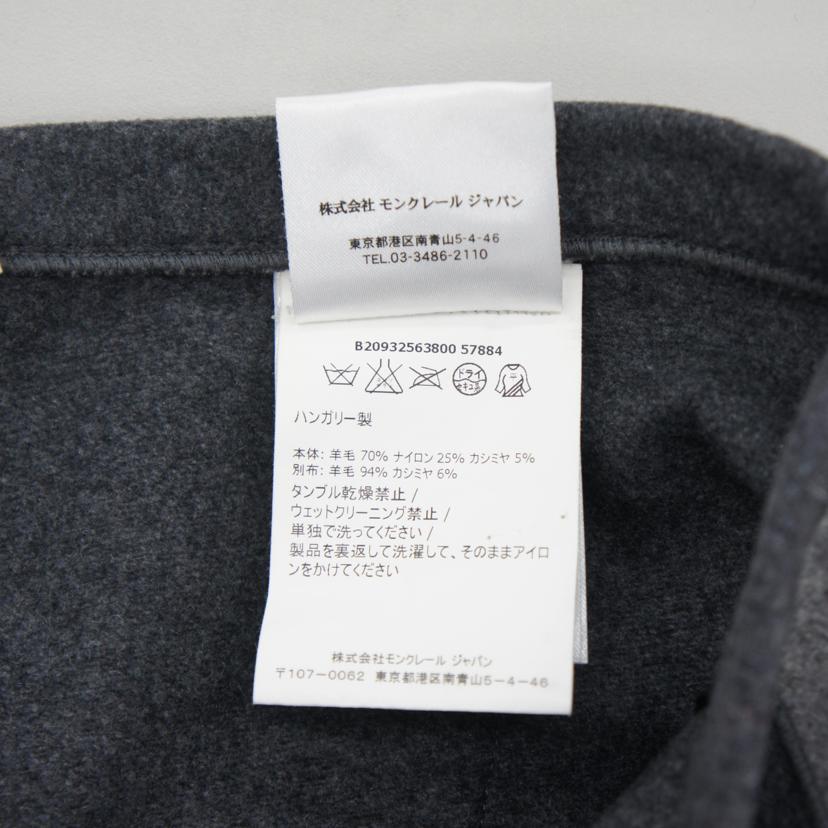 株式会社 モンクレール ジャパン
東京都港区南青山5-4-46
TEL.03-3486-2110
B20932563800 57884
ドライ
セキユ系
ハンガリー製
本体: 羊毛 70% ナイロン 25% カシミヤ 5%
別布: 羊毛 94% カシミヤ 6%
タンブル乾燥禁止 /
ウェットクリーニング禁止 /
単独で洗ってください /
製品を裏返して洗濯して、そのままアイロ
ンをかけてください
株式会社モンクレール ジャパン
〒107-0062 東京都港区南青山5-4-46